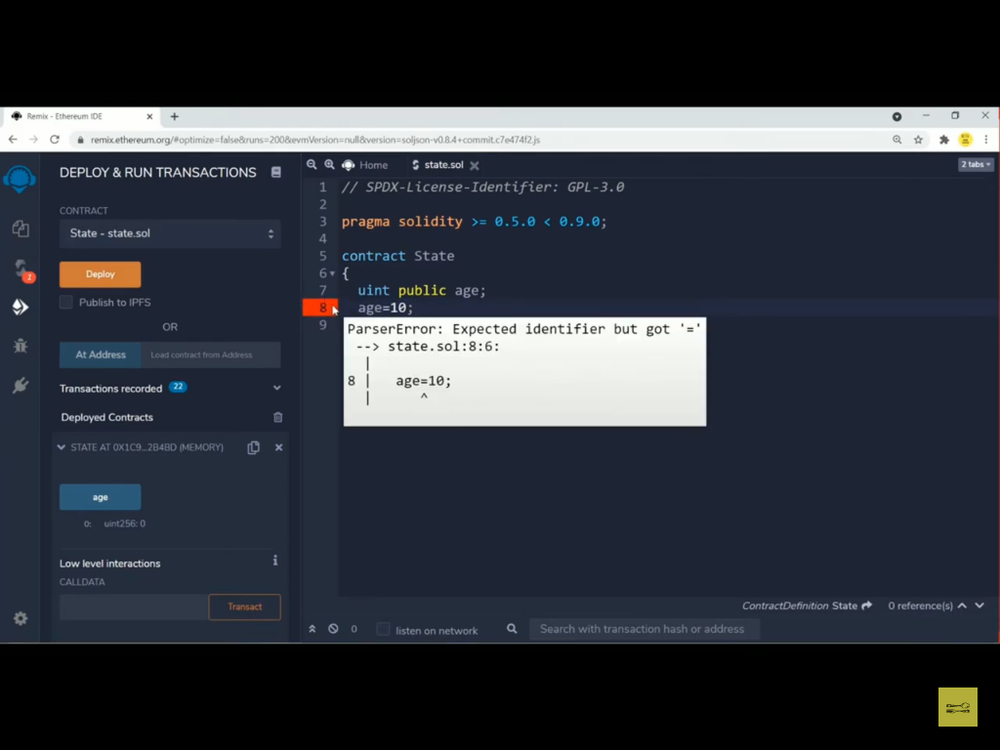 Remix - Ethereum IDE
remix.ethereum.org/#optimize=false&runs=200&evmVersion=null&version=soljson-v0.8.4+commit.c7e474f2.js
DEPLOY & RUN TRANSACTIONS
CONTRACT
State - state.sol
Deploy
Publish to IPFS
OR
At Address Load contract from Address
Transactions recorded 22
Deployed Contracts
STATE AT 0X1C9...2B4BD (MEMORY)
age
0: uint256: 0
Low level interactions
CALLDATA
Transact
1
Home state.sol 2 tabs
1 // SPDX-License-Identifier: GPL-3.0
2
3 pragma solidity >= 0.5.0 < 0.9.0;
4
5 contract State
6 {
7 uint public age;
8 age=10;
9
ParserError: Expected identifier but got '='
--> state.sol:8:6:
|
8 | age=10;
| ^
ContractDefinition State 0 reference(s)
0 listen on network Search with transaction hash or address